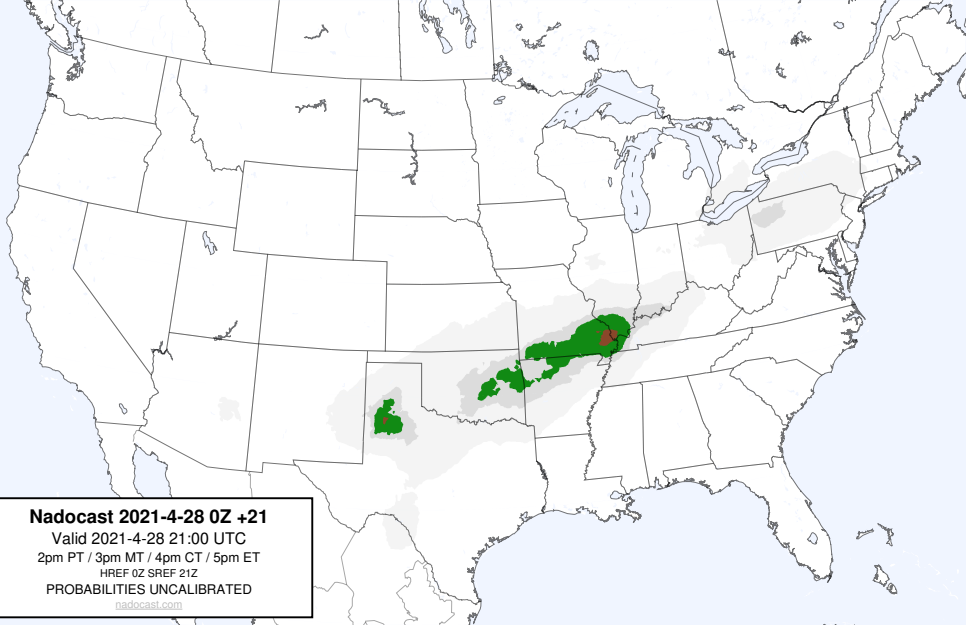 Nadocast 2021-4-28 0Z +21
Valid 2021-4-28 21:00 UTC
2pm PT / 3pm MT / 4pm CT / 5pm ET
HREF 0Z SREF 21Z
PROBABILITIES UNCALIBRATED
nadocast.com